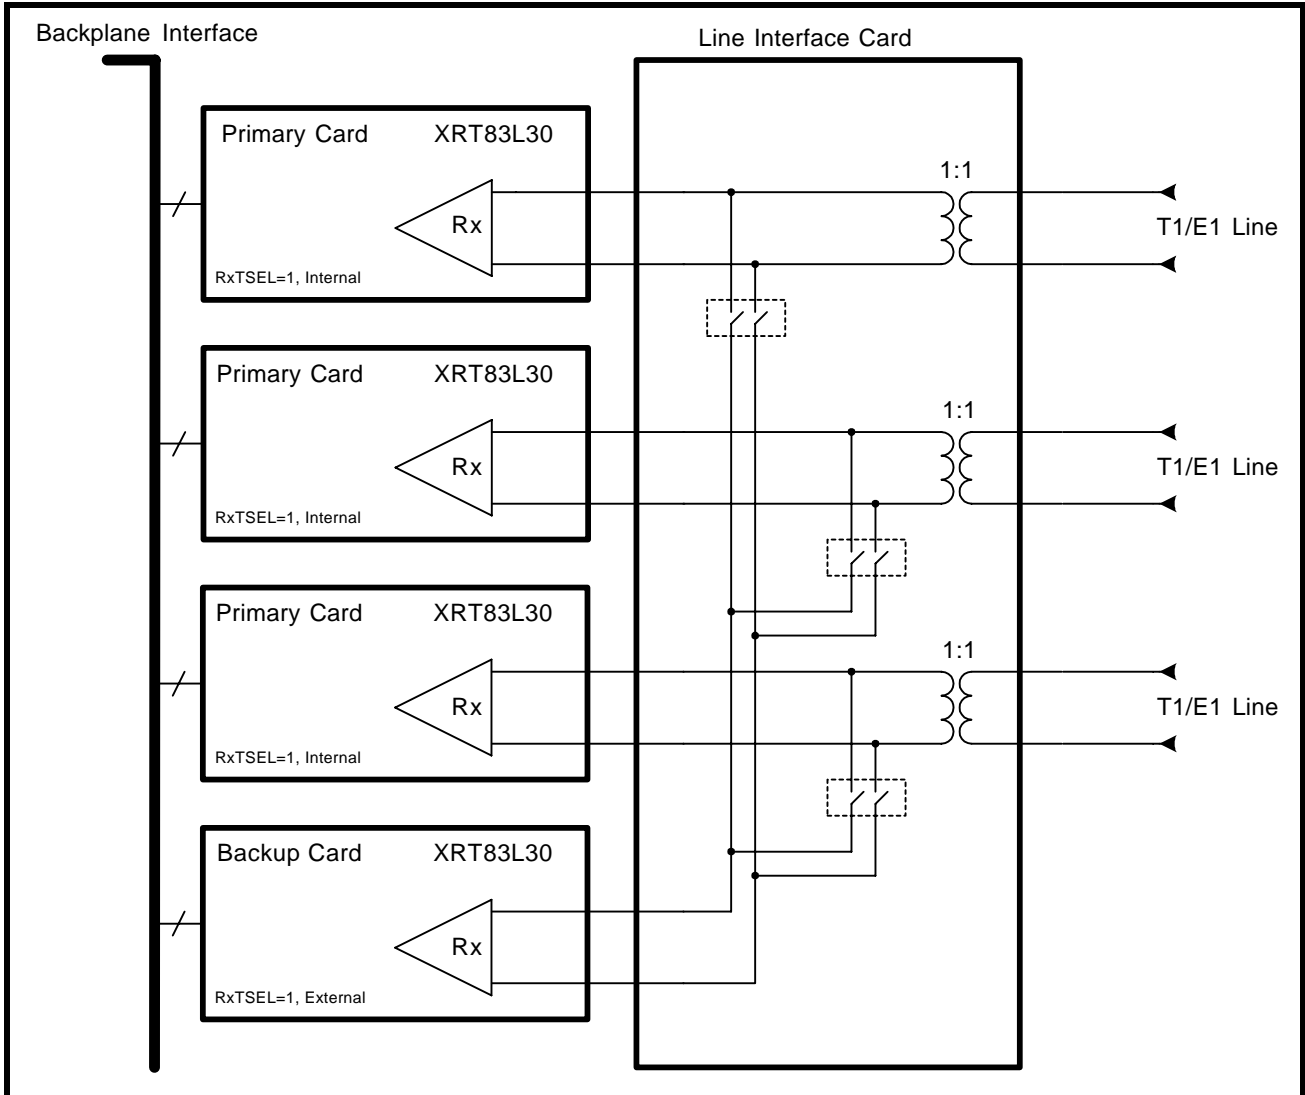 Backplane Interface
Line Interface Card
Primary Card XRT83L30
1:1
Rx
T1/E1 Line
RxTSEL=1, Internal
Primary Card XRT83L30
1:1
Rx
T1/E1 Line
RxTSEL=1, Internal
Primary Card XRT83L30
1:1
Rx
T1/E1 Line
RxTSEL=1, Internal
Backup Card XRT83L30
Rx
RxTSEL=1, External